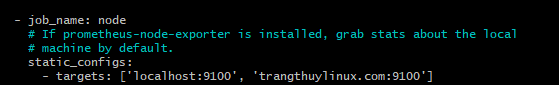 - job_name: node
# If prometheus-node-exporter is installed, grab stats about the local
# machine by default.
static_configs:
- targets: ['localhost:9100', 'trangthuylinux.com:9100']